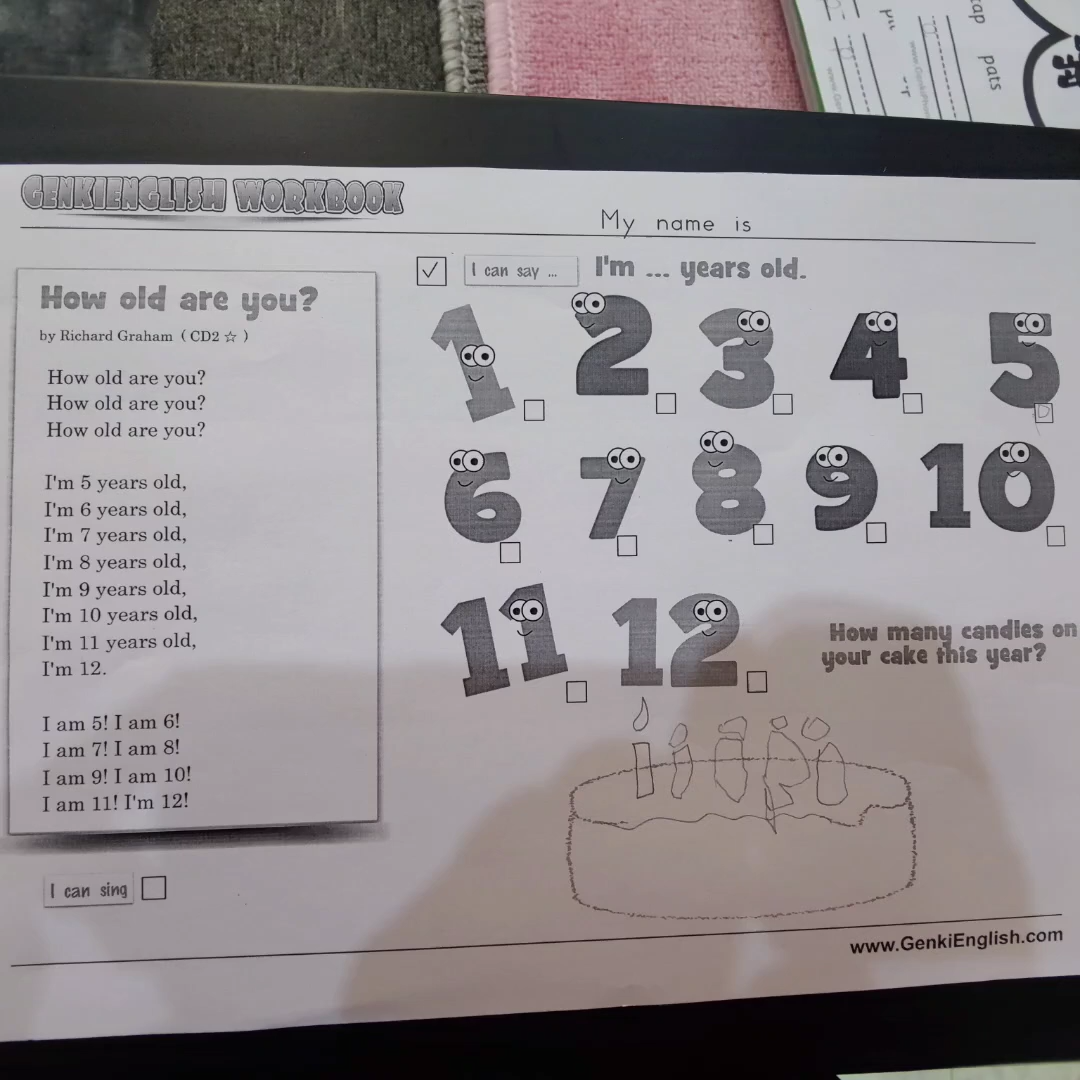 GENKIENGLISH WORKBOOK
My name is
How old are you?
by Richard Graham ( CD2 ☆ )
How old are you?
How old are you?
How old are you?
I'm 5 years old,
I'm 6 years old,
I'm 7 years old,
I'm 8 years old,
I'm 9 years old,
I'm 10 years old,
I'm 11 years old,
I'm 12.
I am 5! I am 6!
I am 7! I am 8!
I am 9! I am 10!
I am 11! I'm 12!
I can sing
I can say ... I'm ... years old.
1 2 3 4 5
6 7 8 9 10
11 12
How many candles on
your cake this year?
www.GenkiEnglish.com
pats